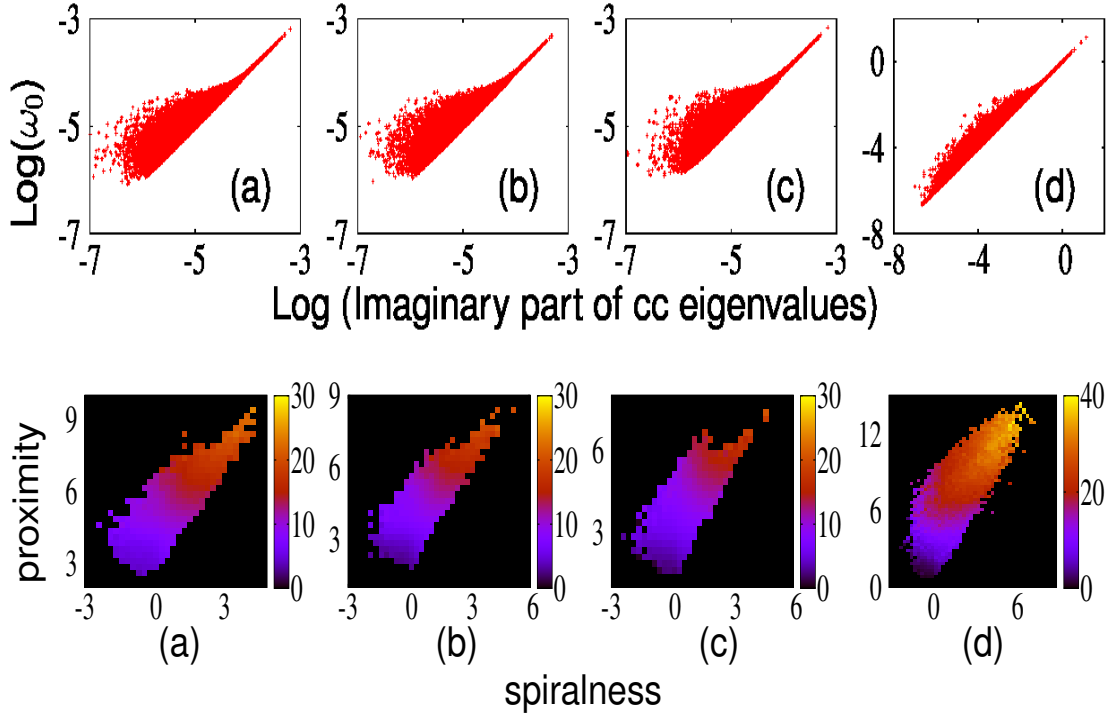 -3 -3 -3 0
Log(ω0) -5 -5 -5 -4
(a) (b) (c) (d)
-7 -7 -7 -8
-7 -5 -3 -7 -5 -3 -7 -5 -3 -8 -4 0
Log (Imaginary part of cc eigenvalues)
9 30 9 30 30 40
proximity
12
20 6 20 6 20
6 6
10 10 3 10 20
3 3
0 0 0 0 0
-3 0 3 -3 0 3 6 -3 0 3 6 0 6
(a) (b) (c) (d)
spiralness